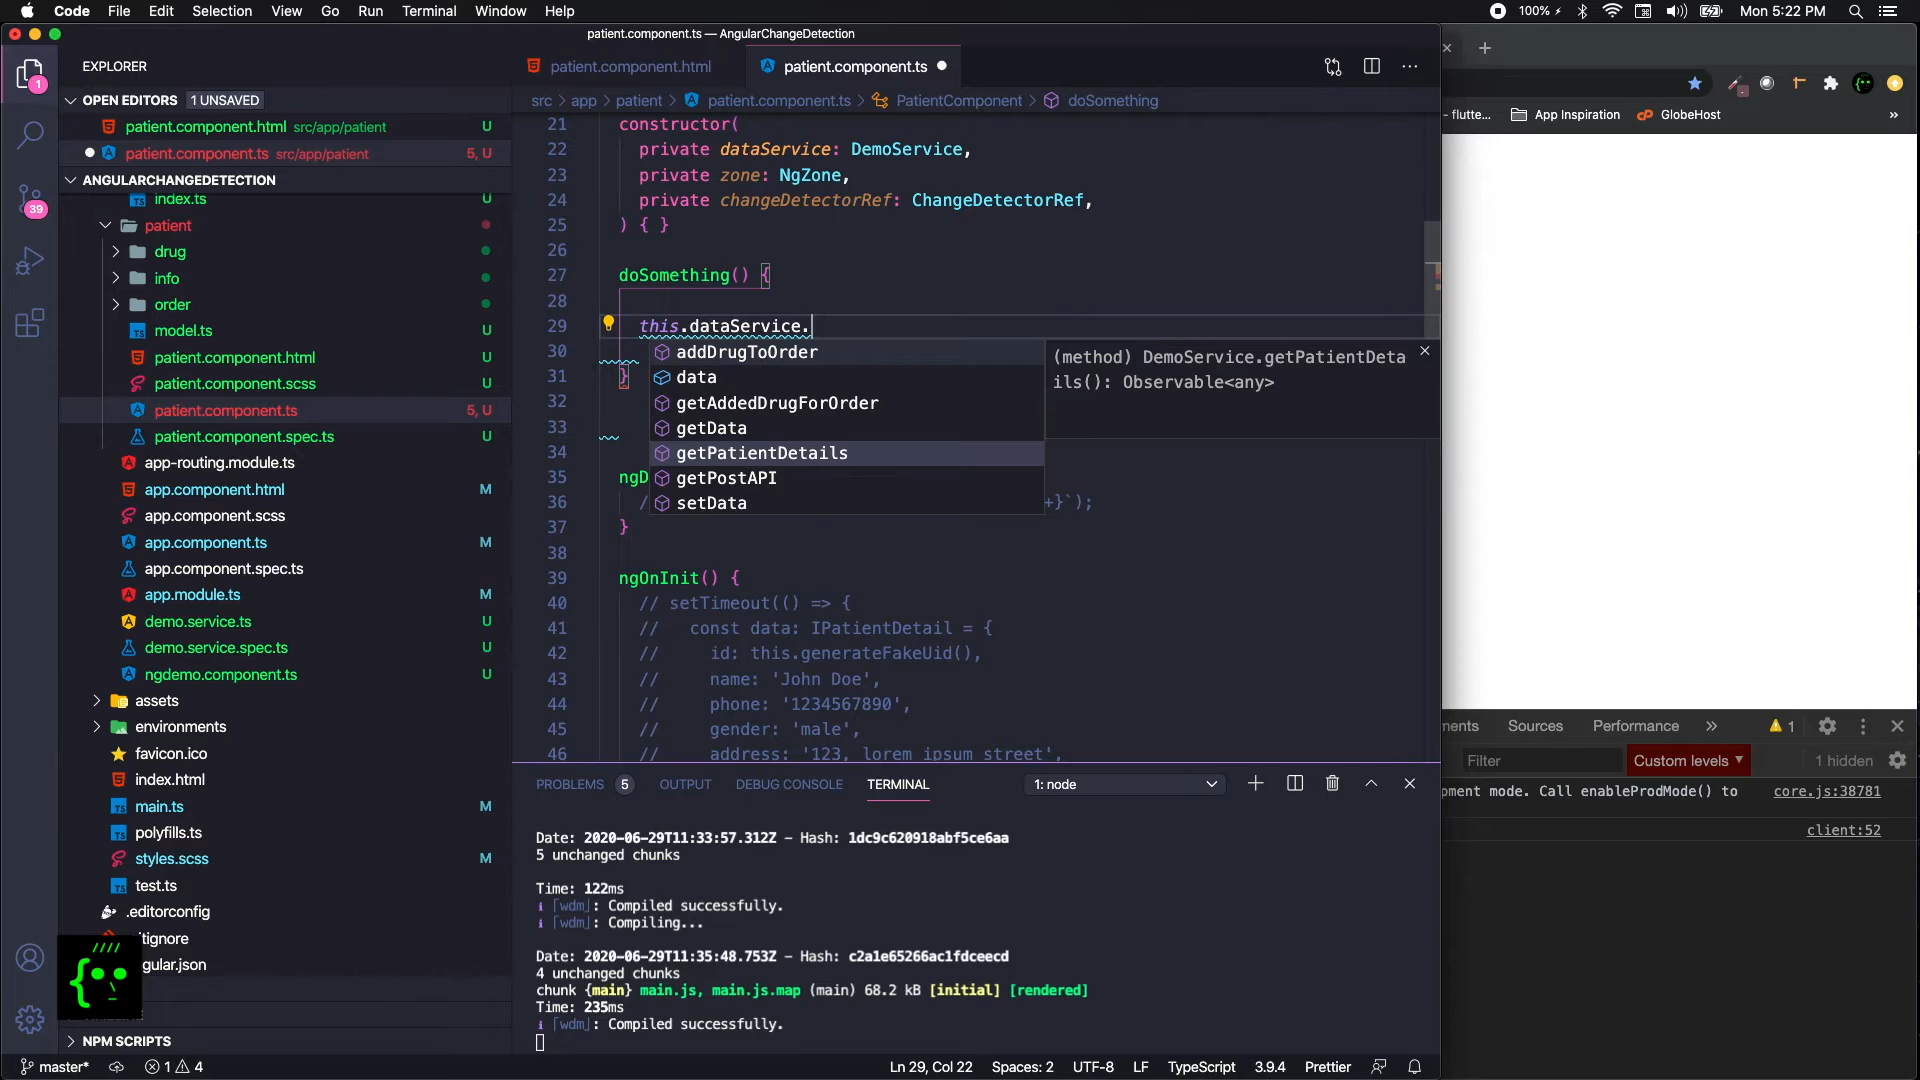 Code File Edit Selection View Go Run Terminal Window Help
100% Mon 5:22 PM
patient.component.ts — AngularChangeDetection
EXPLORER
OPEN EDITORS 1 UNSAVED
patient.component.html src/app/patient U
patient.component.ts src/app/patient 5, U
ANGULARCHANGEDETECTION
index.ts U
patient
drug
info
order
model.ts U
patient.component.html U
patient.component.scss U
patient.component.ts 5, U
patient.component.spec.ts U
app-routing.module.ts
app.component.html M
app.component.scss
app.component.ts M
app.component.spec.ts
app.module.ts M
demo.service.ts U
demo.service.spec.ts U
ngdemo.component.ts U
assets
environments
favicon.ico
index.html
main.ts M
polyfills.ts
styles.scss M
test.ts
.editorconfig
itignore
gular.json
NPM SCRIPTS
1
39
patient.component.html patient.component.ts
src > app > patient > patient.component.ts > PatientComponent > doSomething
21 constructor(
22 private dataService: DemoService,
23 private zone: NgZone,
24 private changeDetectorRef: ChangeDetectorRef,
25 ) { }
26
27 doSomething() {
28
29 this.dataService.
30
31 }
32
33
34
35 ngD
36 / +}`);
37 }
38
39 ngOnInit() {
40 // setTimeout(() => {
41 // const data: IPatientDetail = {
42 // id: this.generateFakeUid(),
43 // name: 'John Doe',
44 // phone: '1234567890',
45 // gender: 'male',
46 // address: '123, lorem ipsum street',
addDrugToOrder
data
getAddedDrugForOrder
getData
getPatientDetails
getPostAPI
setData
(method) DemoService.getPatientDeta
ils(): Observable<any>
PROBLEMS 5 OUTPUT DEBUG CONSOLE TERMINAL 1: node
Date: 2020-06-29T11:33:57.312Z - Hash: 1dc9c620918abf5ce6aa
5 unchanged chunks
Time: 122ms
i ｢wdm｣: Compiled successfully.
i ｢wdm｣: Compiling...
Date: 2020-06-29T11:35:48.753Z - Hash: c2a1e65266ac1fdceecd
4 unchanged chunks
chunk {main} main.js, main.js.map (main) 68.2 kB [initial] [rendered]
Time: 235ms
i ｢wdm｣: Compiled successfully.
master* 1 4 Ln 29, Col 22 Spaces: 2 UTF-8 LF TypeScript 3.9.4 Prettier
- flutte... App Inspiration GlobeHost »
ments Sources Performance » 1
Filter Custom levels 1 hidden
pment mode. Call enableProdMode() to core.js:38781
client:52